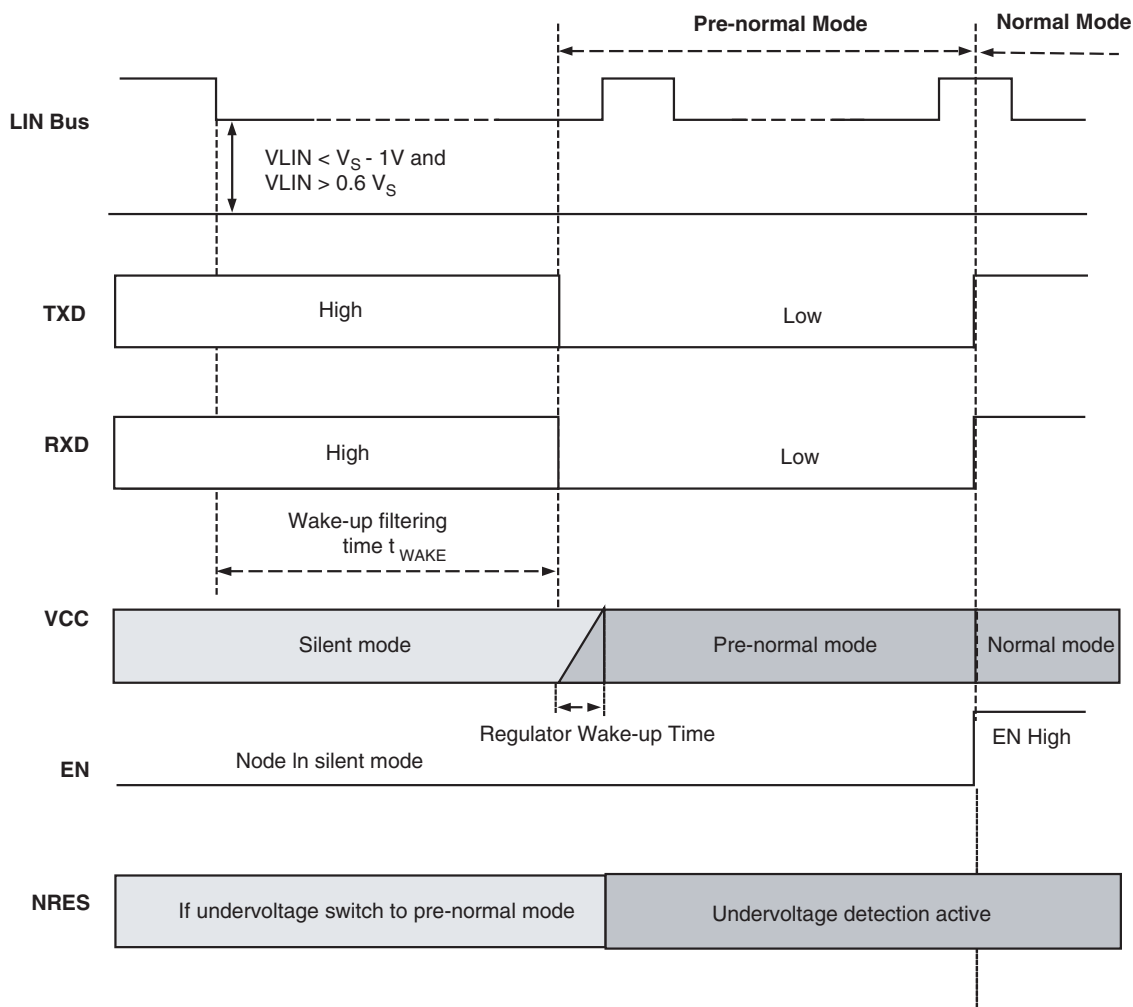 Pre-normal Mode
Normal Mode
LIN Bus
VLIN < VS - 1V and
VLIN > 0.6 VS
TXD
High
Low
RXD
High
Low
Wake-up filtering
time t WAKE
VCC
Silent mode
Pre-normal mode
Normal mode
Regulator Wake-up Time
EN High
Node In silent mode
EN
NRES
If undervoltage switch to pre-normal mode
Undervoltage detection active